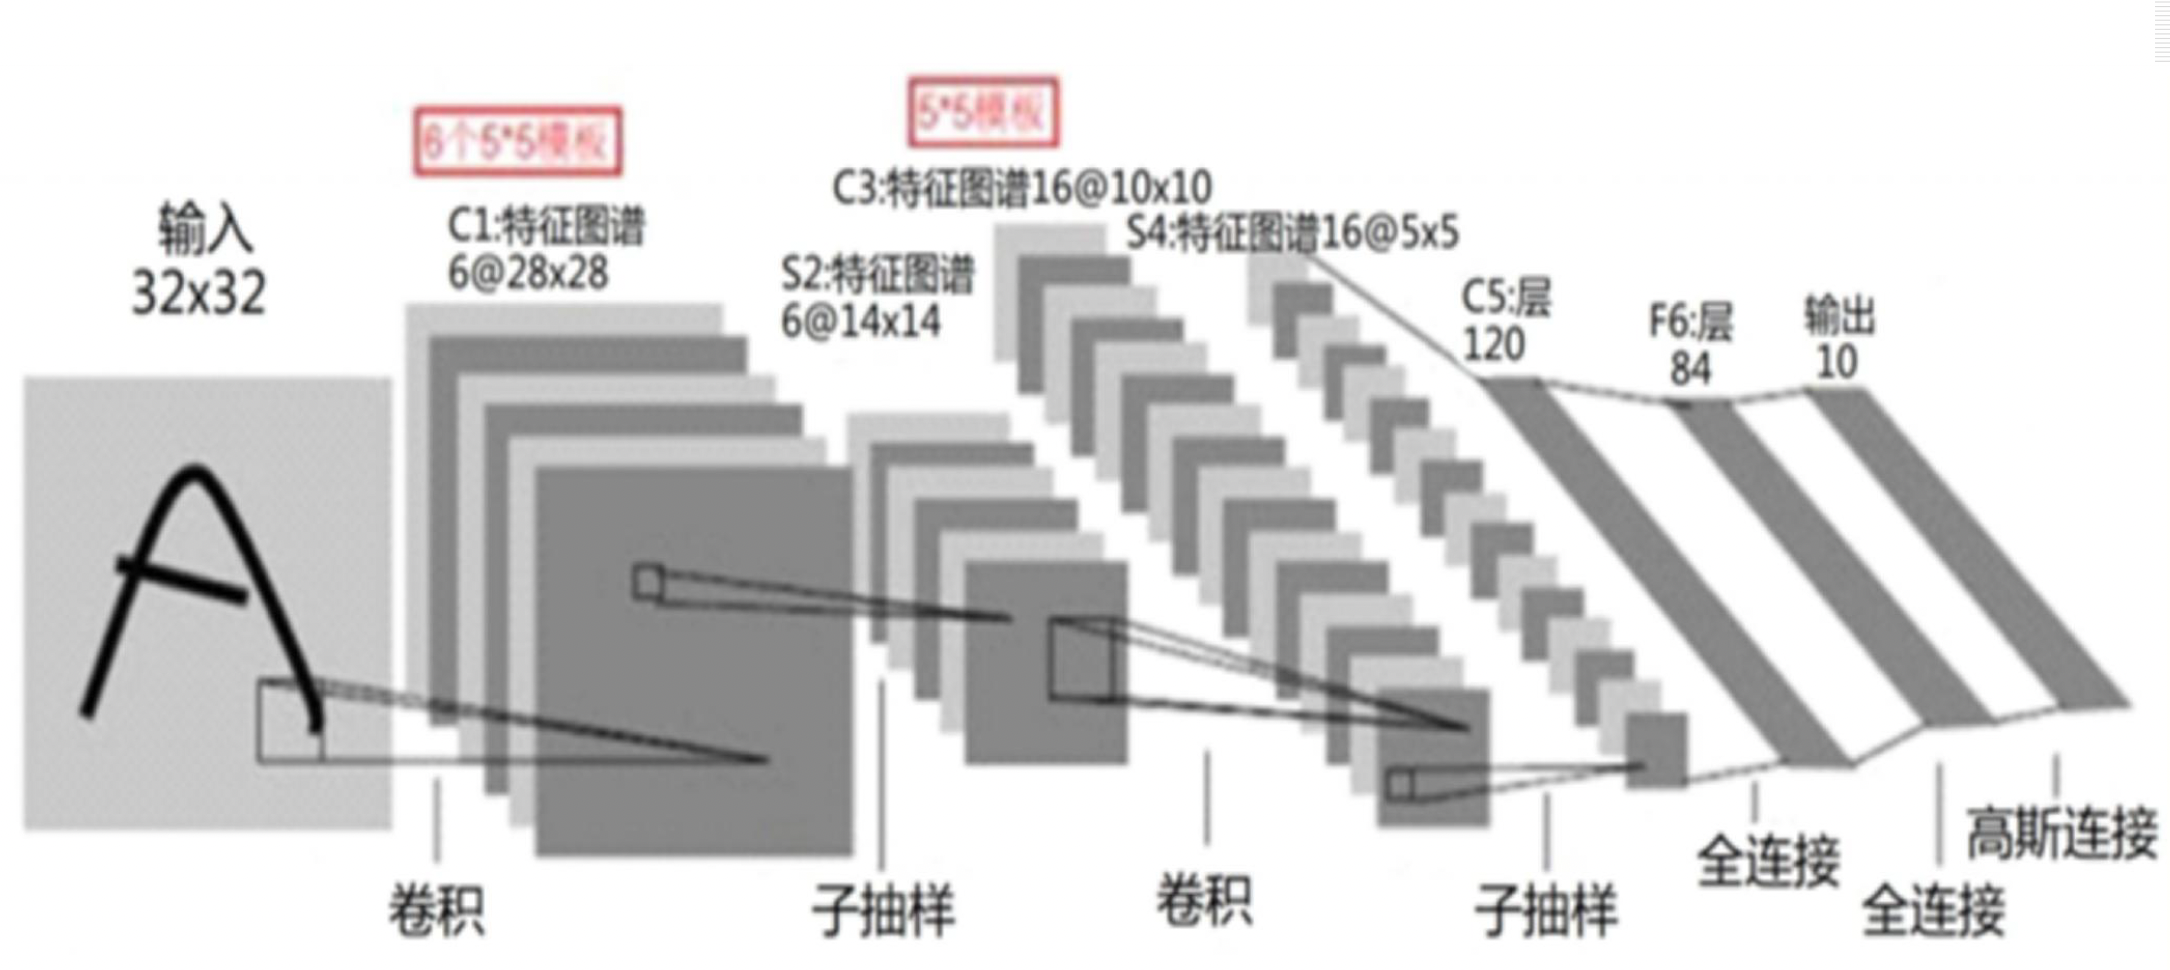 6个5*5模板
5*5模板
输入
32x32
C1:特征图谱
6@28x28
S2:特征图谱
6@14x14
C3:特征图谱16@10x10
S4:特征图谱16@5x5
C5:层
120
F6:层
84
输出
10
卷积
子抽样
卷积
子抽样
全连接
全连接
高斯连接